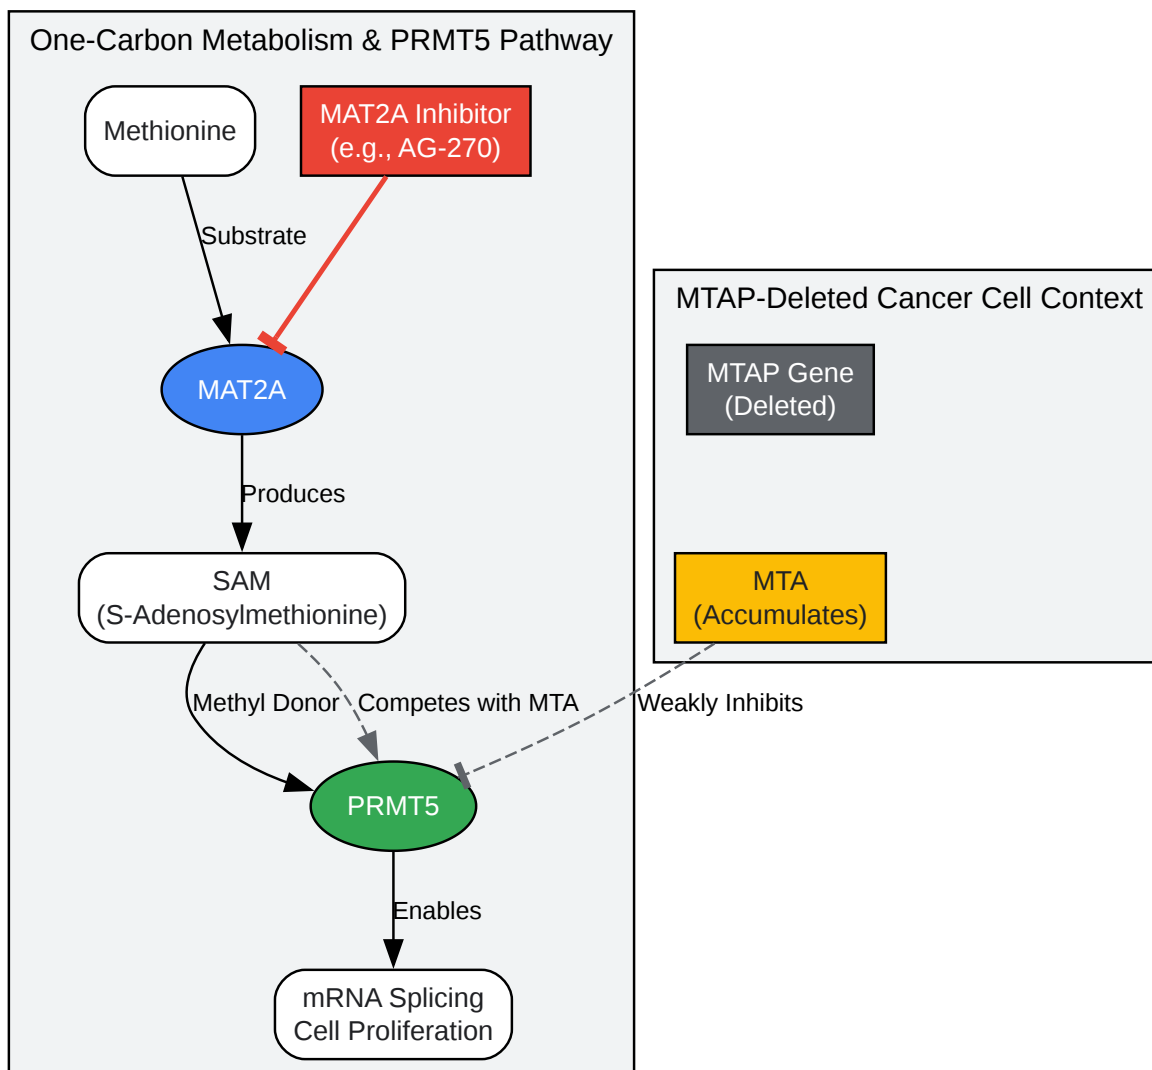 One-Carbon Metabolism & PRMT5 Pathway
Methionine
MAT2A Inhibitor
(e.g., AG-270)
Substrate
MAT2A
Produces
SAM
(S-Adenosylmethionine)
Methyl Donor
Competes with MTA
Weakly Inhibits
PRMT5
Enables
mRNA Splicing
Cell Proliferation
MTAP-Deleted Cancer Cell Context
MTAP Gene
(Deleted)
MTA
(Accumulates)